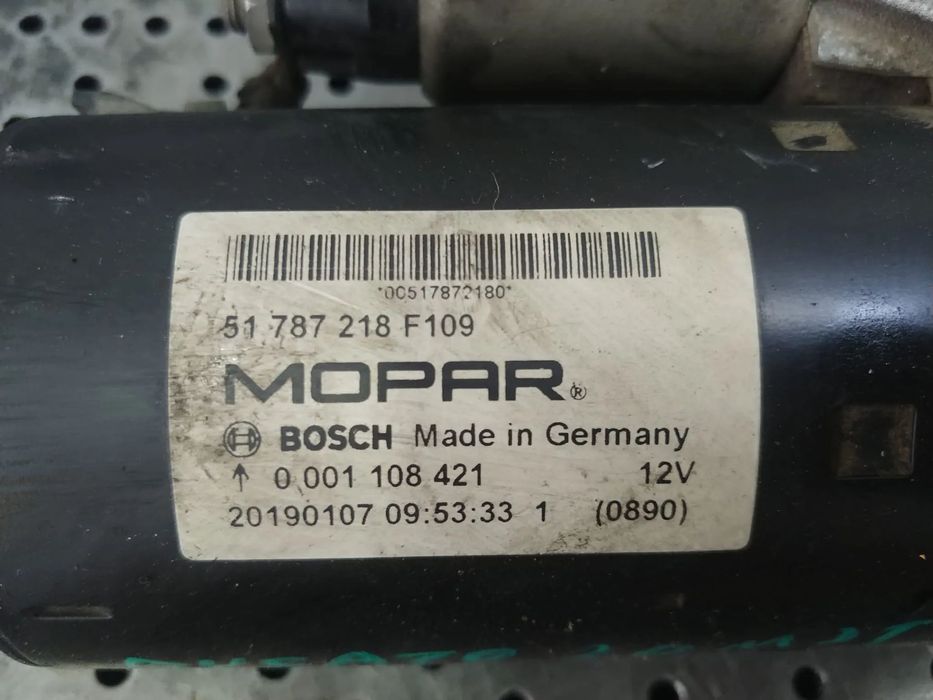 *00517872180*
51 787 218 F109
MOPAR®
BOSCH Made in Germany
↑ 0 001 108 421 12V
20190107 09:53:33 1 (0890)